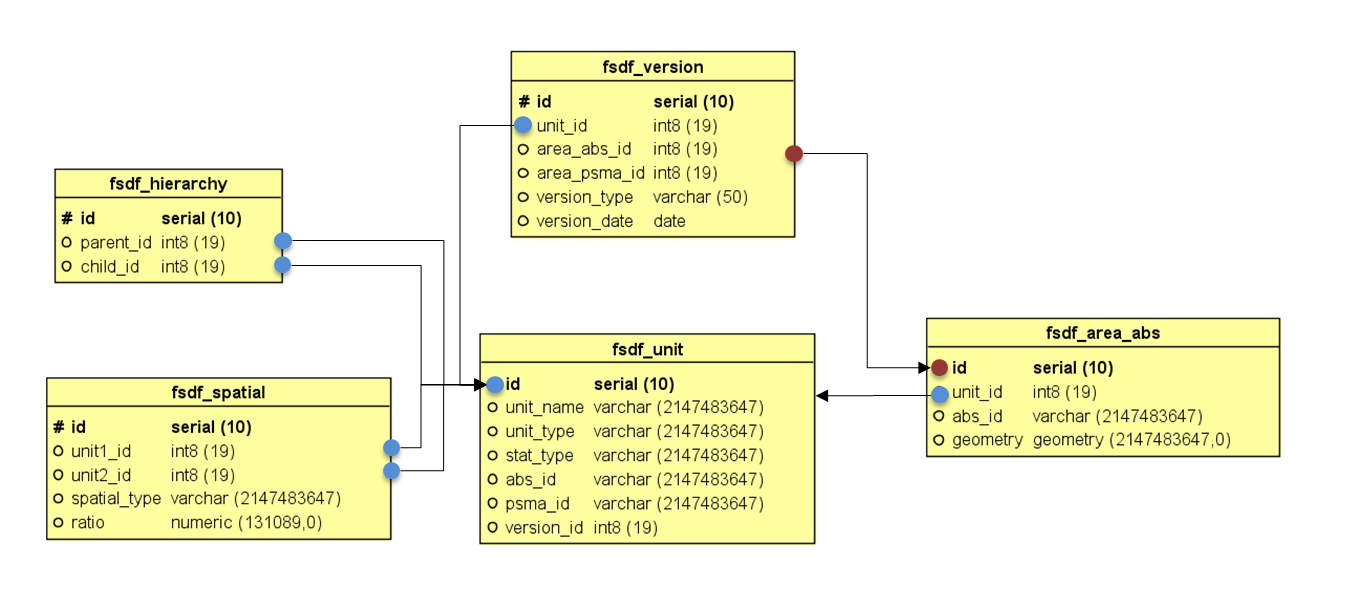 fsdf_version
# id serial (10)
unit_id int8 (19)
area_abs_id int8 (19)
area_psma_id int8 (19)
version_type varchar (50)
version_date date
fsdf_hierarchy
# id serial (10)
parent_id int8 (19)
child_id int8 (19)
fsdf_area_abs
id serial (10)
unit_id int8 (19)
abs_id varchar (2147483647)
geometry geometry (2147483647,0)
fsdf_unit
id serial (10)
unit_name varchar (2147483647)
unit_type varchar (2147483647)
stat_type varchar (2147483647)
abs_id varchar (2147483647)
psma_id varchar (2147483647)
version_id int8 (19)
fsdf_spatial
# id serial (10)
unit1_id int8 (19)
unit2_id int8 (19)
spatial_type varchar (2147483647)
ratio numeric (131089,0)